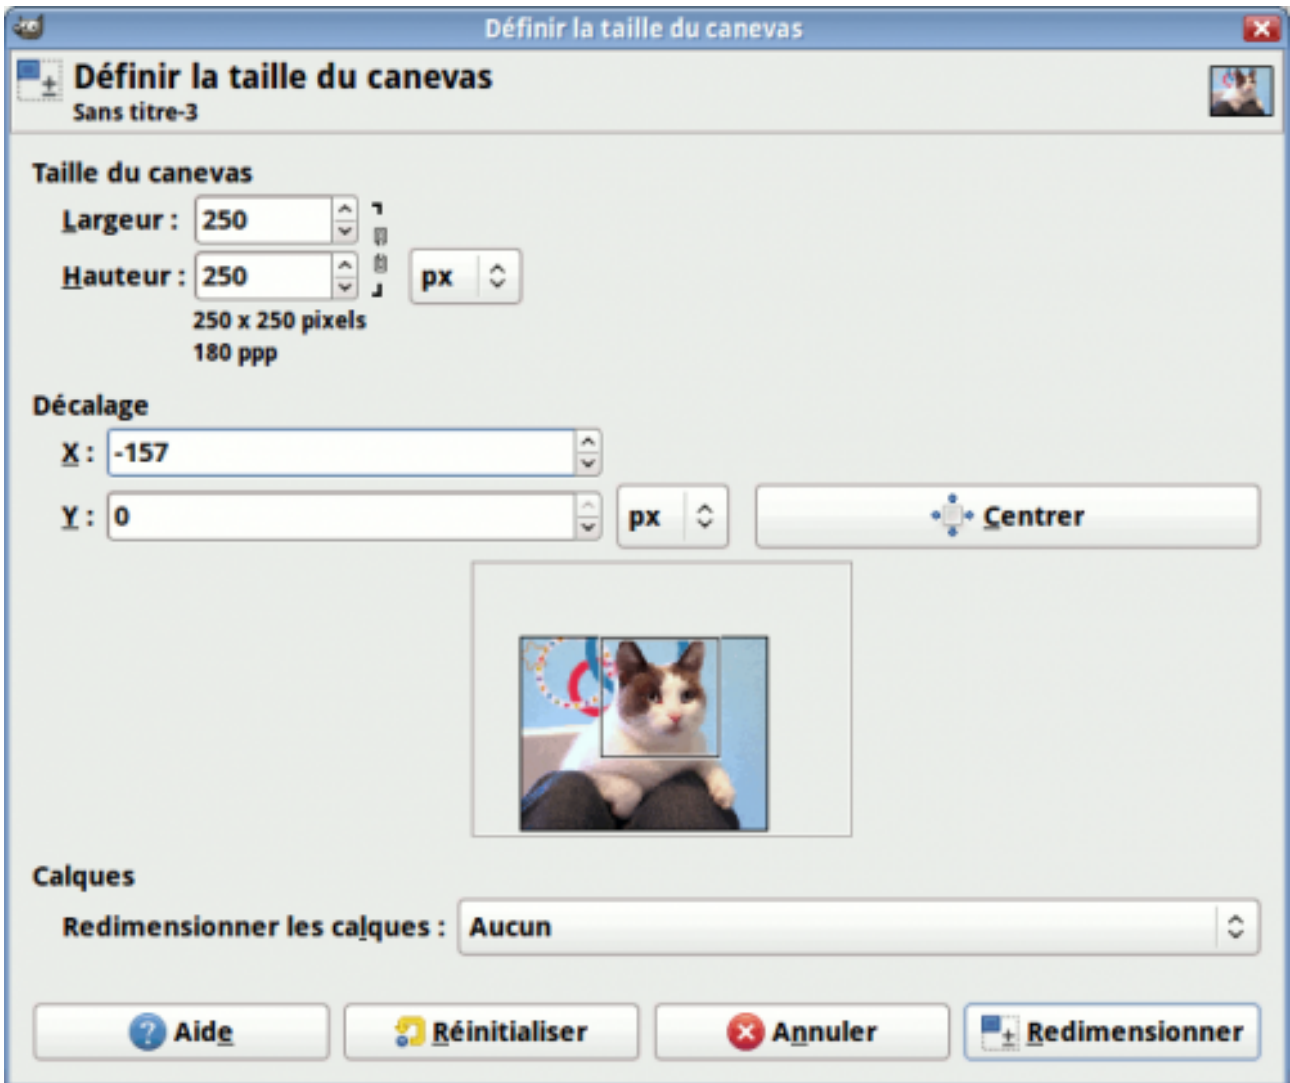 Définir la taille du canevas
Définir la taille du canevas
Sans titre-3
Taille du canevas
Largeur : 250
Hauteur : 250 px
250 x 250 pixels
180 ppp
Décalage
X : -157
Y : 0 px Centrer
Calques
Redimensionner les calques : Aucun
Aide Réinitialiser Annuler Redimensionner